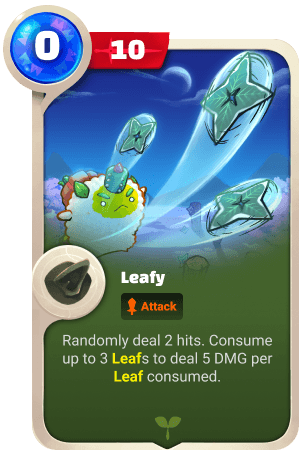 0
10
Leafy
Attack
Randomly deal 2 hits. Consume
up to 3 Leafs to deal 5 DMG per
Leaf consumed.